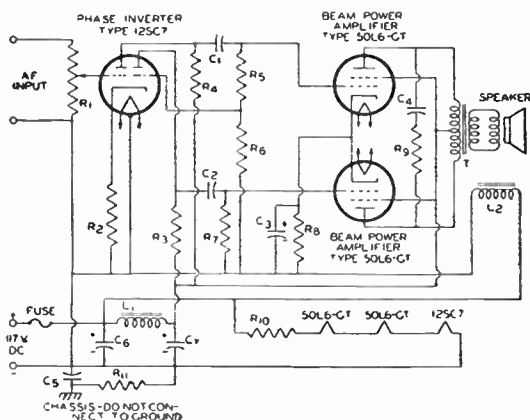 PHASE INVERTER
TYPE 12SC7
BEAM POWER
AMPLIFIER
TYPE 50L6-GT
AF
INPUT
R1
C1
R4
R5
C4
SPEAKER
R6
R9
T
R2
R3
C2
R7
C3
+
R8
L2
BEAM POWER
AMPLIFIER
TYPE 50L6-GT
FUSE
L1
+
117 V.
DC
-
+
C6
-
+
C7
-
R10
50L6-GT
50L6-GT
12SC7
C5
R11
CHASSIS-DO NOT CON-
NECT TO GROUND